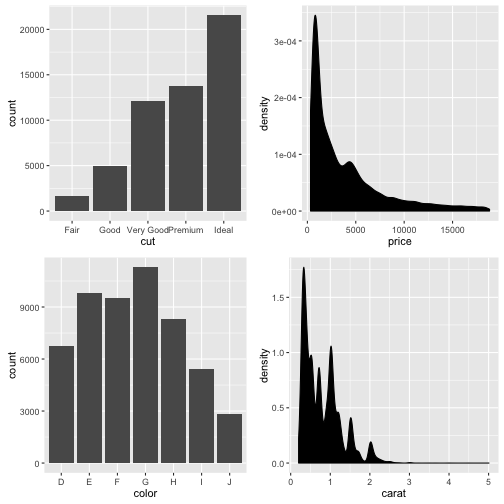 20000
15000
10000
5000
0
count
Fair Good Very Good Premium Ideal
cut
3e-04
2e-04
1e-04
0e+00
density
0 5000 10000 15000
price
9000
6000
3000
0
count
D E F G H I J
color
1.5
1.0
0.5
0.0
density
0 1 2 3 4 5
carat